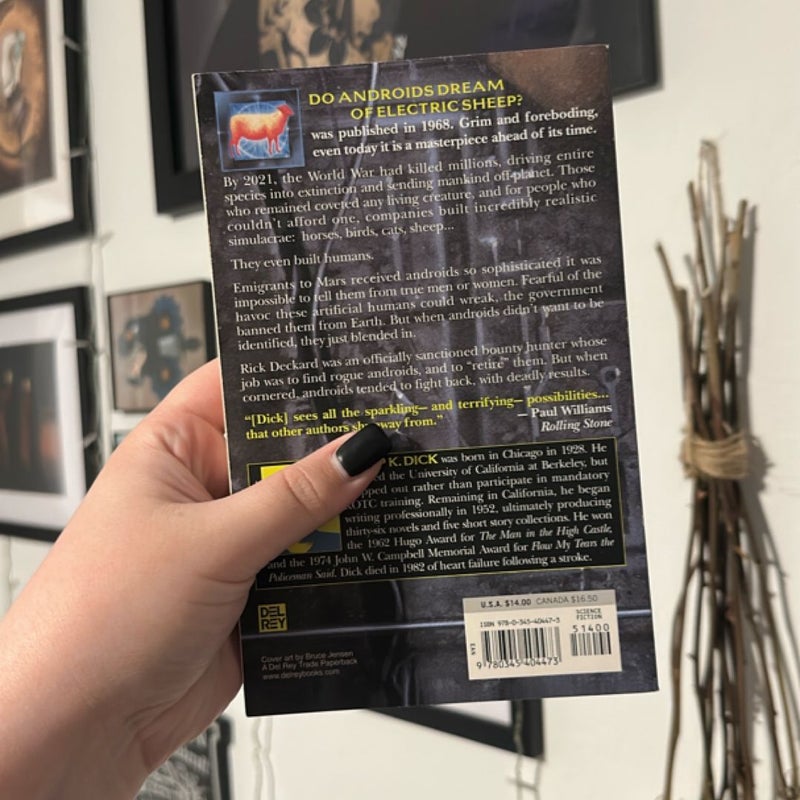 DO ANDROIDS DREAM
OF ELECTRIC SHEEP?
was published in 1968. Grim and foreboding,
even today it is a masterpiece ahead of its time.
By 2021, the World War had killed millions, driving entire
species into extinction and sending mankind off-planet. Those
who remained coveted any living creature, and for people who
couldn't afford one, companies built incredibly realistic
simulacrae: horses, birds, cats, sheep...
They even built humans.
Emigrants to Mars received androids so sophisticated it was
impossible to tell them from true men or women. Fearful of the
havoc these artificial humans could wreak, the government
banned them from Earth. But when androids didn't want to be
identified, they just blended in.
Rick Deckard was an officially sanctioned bounty hunter whose
job was to find rogue androids, and to "retire" them. But when
cornered, androids tended to fight back, with deadly results.
"[Dick] sees all the sparkling— and terrifying— possibilities...
that other authors away from."
— Paul Williams
Rolling Stone
K. DICK was born in Chicago in 1928. He
the University of California at Berkeley, but
out rather than participate in mandatory
ROTC training. Remaining in California, he began
writing professionally in 1952, ultimately producing
thirty-six novels and five short story collections. He won
the 1962 Hugo Award for The Man in the High Castle,
and the 1974 John W. Campbell Memorial Award for Flow My Tears the
Policeman Said. Dick died in 1982 of heart failure following a stroke.
DEL
REY
Cover art by Bruce Jensen
A Del Rey Trade Paperback
www.delreybooks.com
U.S.A. $14.00 CANADA $16.50
ISBN 978-0-345-40447-3
SCIENCE
FICTION
51400
EAN
9 780345 404473